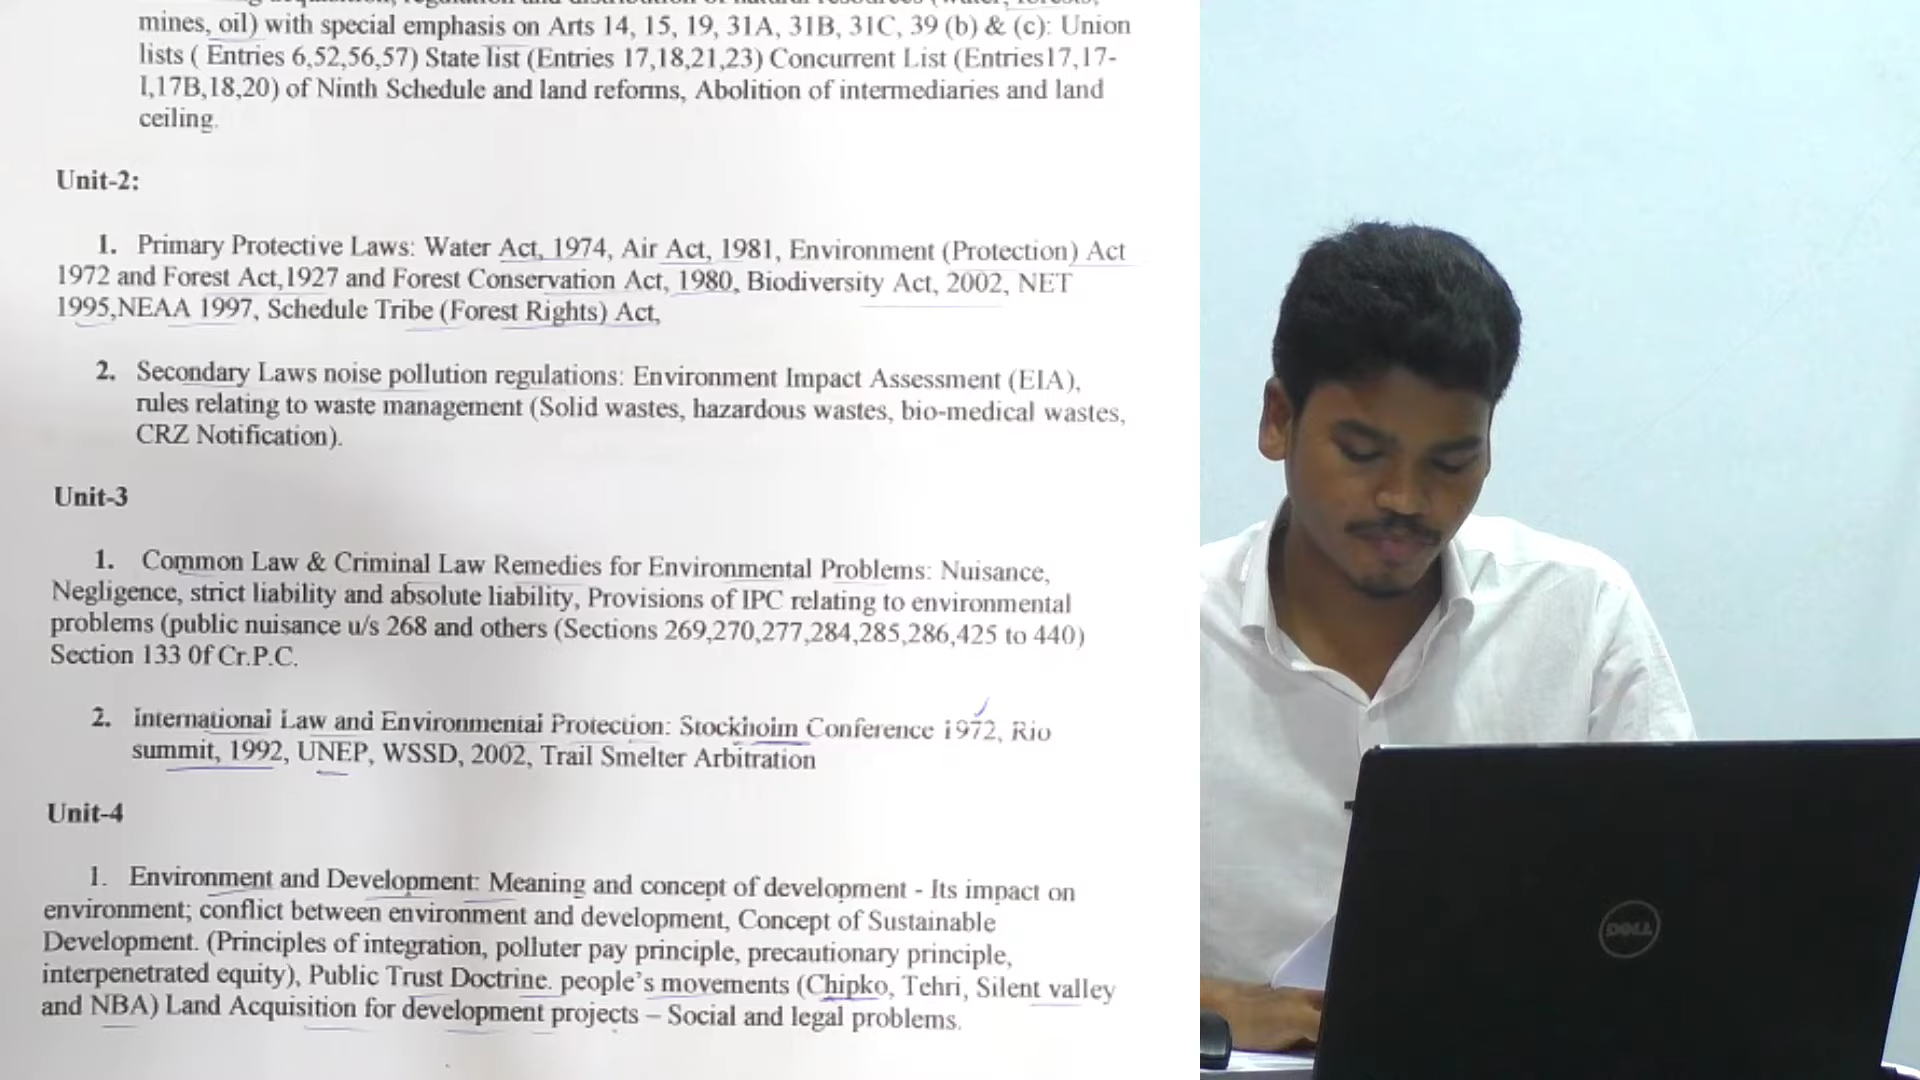 mines, oil) with special emphasis on Arts 14, 15, 19, 31A, 31B, 31C, 39 (b) & (c): Union
lists ( Entries 6,52,56,57) State list (Entries 17,18,21,23) Concurrent List (Entries17,17-
1,17B,18,20) of Ninth Schedule and land reforms, Abolition of intermediaries and land
ceiling.
Unit-2:
1. Primary Protective Laws: Water Act, 1974, Air Act, 1981, Environment (Protection) Act
1972 and Forest Act,1927 and Forest Conservation Act, 1980, Biodiversity Act, 2002, NET
1995,NEAA 1997, Schedule Tribe (Forest Rights) Act,
2. Secondary Laws noise pollution regulations: Environment Impact Assessment (EIA),
rules relating to waste management (Solid wastes, hazardous wastes, bio-medical wastes,
CRZ Notification).
Unit-3
1. Common Law & Criminal Law Remedies for Environmental Problems: Nuisance,
Negligence, strict liability and absolute liability, Provisions of IPC relating to environmental
problems (public nuisance u/s 268 and others (Sections 269,270,277,284,285,286,425 to 440)
Section 133 0f Cr.P.C.
2. International Law and Environmental Protection: Stockholm Conference 1972, Rio
summit, 1992, UNEP, WSSD, 2002, Trail Smelter Arbitration
Unit-4
1. Environment and Development: Meaning and concept of development - Its impact on
environment; conflict between environment and development, Concept of Sustainable
Development. (Principles of integration, polluter pay principle, precautionary principle,
interpenetrated equity), Public Trust Doctrine. people's movements (Chipko, Tehri, Silent valley
and NBA) Land Acquisition for development projects – Social and legal problems.
DELL